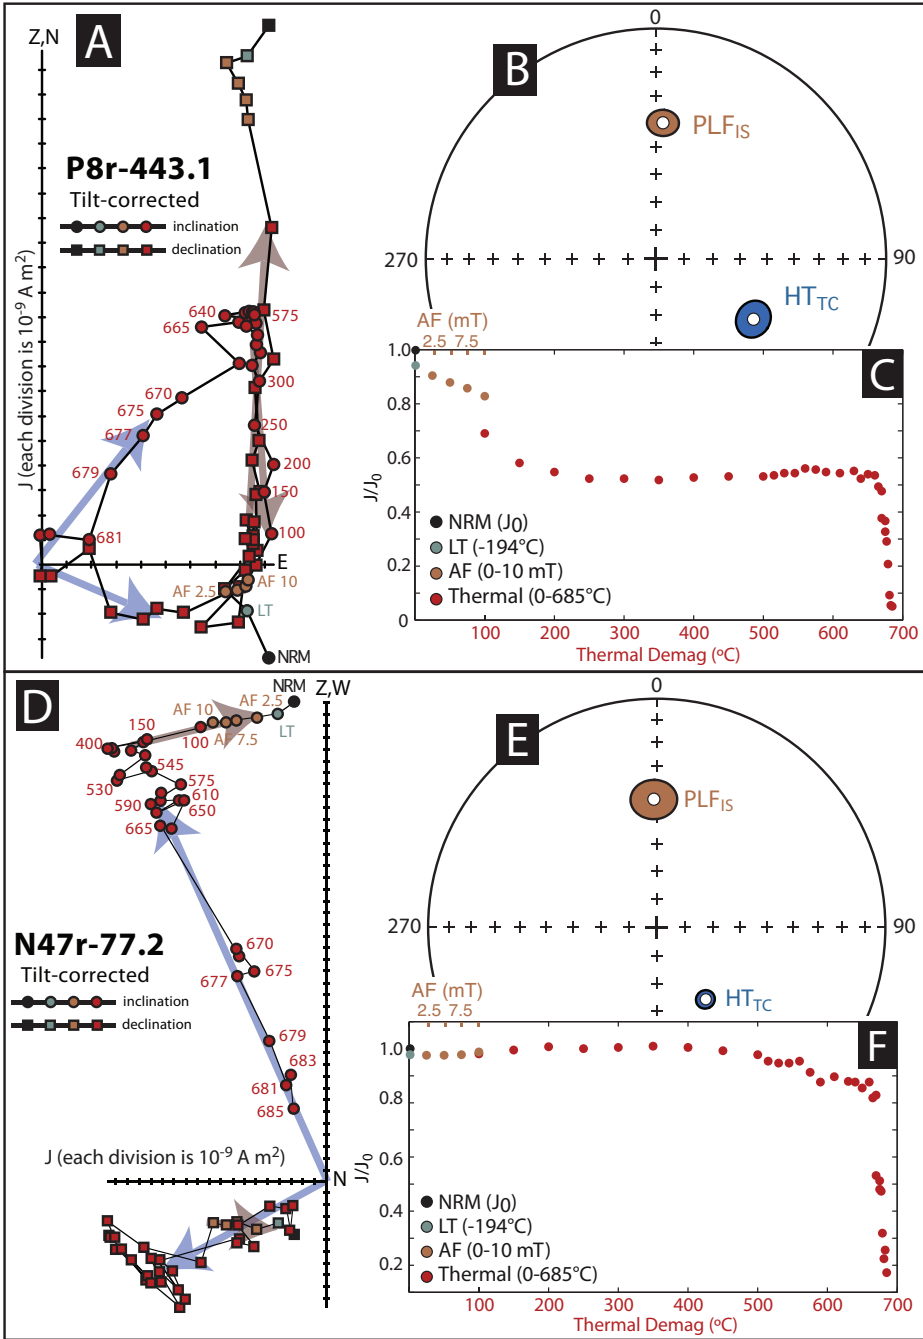 Z,N
A
P8r-443.1
Tilt-corrected
inclination
declination
J (each division is 10⁻⁹ A m²)
640
575
665
670
300
675
677
250
679
200
150
681
100
E
AF 2.5
AF 10
LT
NRM
B
0
PLF_IS
270
90
HT_TC
C
AF (mT)
2.5 7.5
1.0
0.8
0.6
0.4
0.2
0
J/J₀
NRM (J₀)
LT (-194°C)
AF (0-10 mT)
Thermal (0-685°C)
100 200 300 400 500 600 700
Thermal Demag (ºC)
D
NRM
Z,W
AF 10
AF 2.5
LT
150
100
AF 7.5
400
545
530
575
590
610
650
665
670
675
677
679
683
681
685
N47r-77.2
Tilt-corrected
inclination
declination
J (each division is 10⁻⁹ A m²)
N
E
0
PLF_IS
270
90
HT_TC
F
AF (mT)
2.5 7.5
1.0
0.8
0.6
0.4
0.2
J/J₀
NRM (J₀)
LT (-194°C)
AF (0-10 mT)
Thermal (0-685°C)
100 200 300 400 500 600 700
Thermal Demag (ºC)